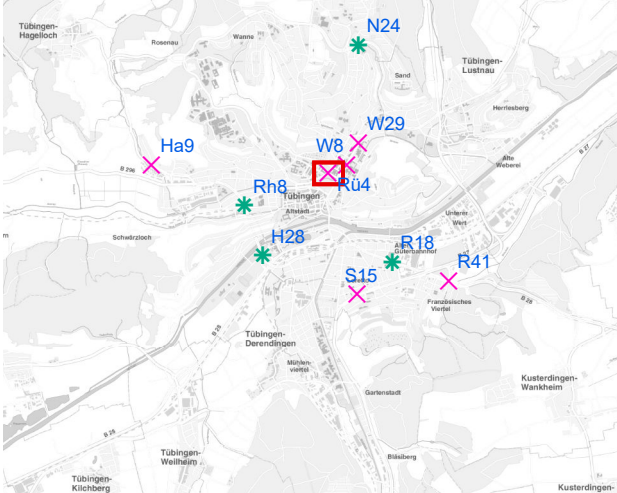 Tübingen-
Hagelloch
Rosenau
Wanne
N24
Sand
Tübingen-
Lustnau
Herrlesberg
W29
W8
Ha9
B 27
Alte
Weberei
B 296
Rü4
Rh8
Tübingen
Altstadt
Unterer
Wert
Schwärzloch
H28
R18
Güterbahnhof
S15
R41
B 28
Französisches
Viertel
B 28
Tübingen-
Derendingen
Mühlen-
viertel
Gartenstadt
Kusterdingen-
Wankheim
B 28
Bläsiberg
Tübingen-
Weilheim
Tübingen-
Kilchberg
Kusterdingen-